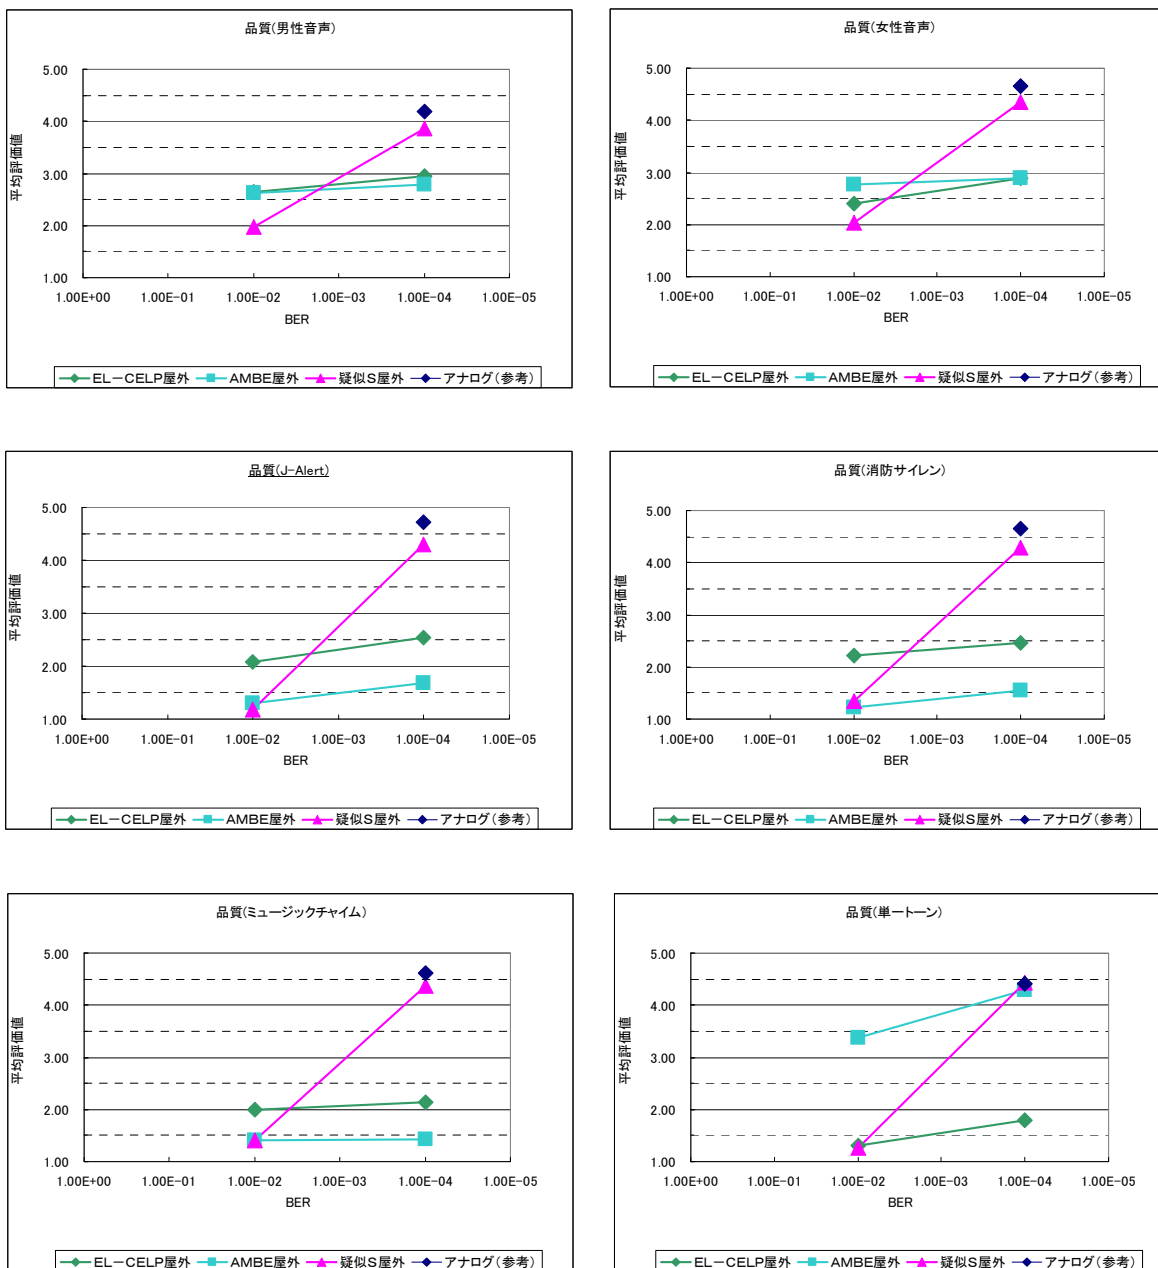 品質(男性音声)
5.00
4.00
3.00
2.00
1.00
平均評価値
1.00E+00 1.00E-01 1.00E-02 1.00E-03 1.00E-04 1.00E-05
BER
EL-CELP屋外 AMBE屋外 疑似S屋外 アナログ(参考)
品質(女性音声)
5.00
4.00
3.00
2.00
1.00
平均評価値
1.00E+00 1.00E-01 1.00E-02 1.00E-03 1.00E-04 1.00E-05
BER
EL-CELP屋外 AMBE屋外 疑似S屋外 アナログ(参考)
品質(J-Alert)
5.00
4.00
3.00
2.00
1.00
平均評価値
1.00E+00 1.00E-01 1.00E-02 1.00E-03 1.00E-04 1.00E-05
BER
EL-CELP屋外 AMBE屋外 疑似S屋外 アナログ(参考)
品質(消防サイレン)
5.00
4.00
3.00
2.00
1.00
平均評価値
1.00E+00 1.00E-01 1.00E-02 1.00E-03 1.00E-04 1.00E-05
BER
EL-CELP屋外 AMBE屋外 疑似S屋外 アナログ(参考)
品質(ミュージックチャイム)
5.00
4.00
3.00
2.00
1.00
平均評価値
1.00E+00 1.00E-01 1.00E-02 1.00E-03 1.00E-04 1.00E-05
BER
EL-CELP屋外 AMBE屋外 疑似S屋外 アナログ(参考)
品質(単一トーン)
5.00
4.00
3.00
2.00
1.00
平均評価値
1.00E+00 1.00E-01 1.00E-02 1.00E-03 1.00E-04 1.00E-05
BER
EL-CELP屋外 AMBE屋外 疑似S屋外 アナログ(参考)